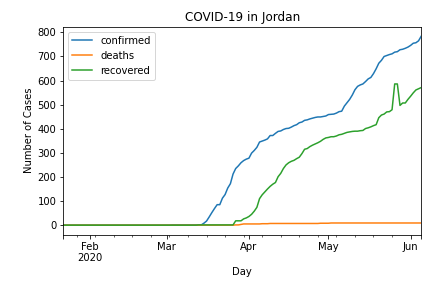 COVID-19 in Jordan
confirmed
deaths
recovered
Number of Cases
800
700
600
500
400
300
200
100
0
Feb
2020
Mar
Apr
May
Jun
Day